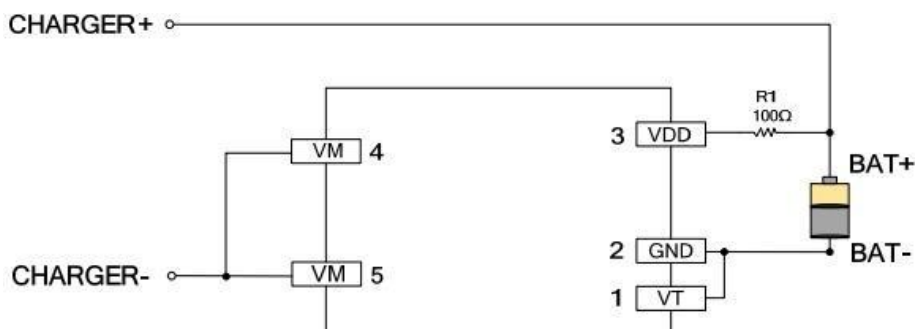 CHARGER+
R1
100Ω
3 VDD
VM 4
BAT+
2 GND
BAT-
CHARGER-
VM 5
1 VT